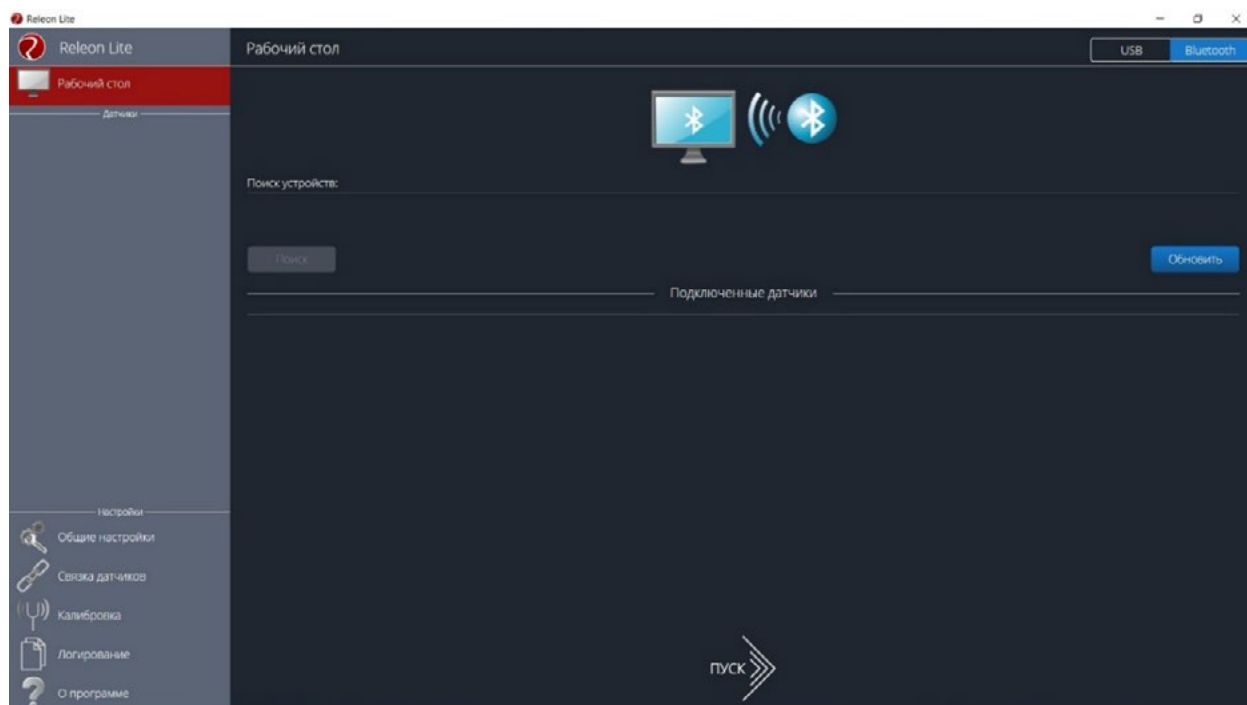 Releon Lite
Releon Lite
Рабочий стол
USB
Bluetooth
Рабочий стол
Датчики
Поиск устройств:
Поиск
Обновить
Подключенные датчики
Настройки
Общие настройки
Связка датчиков
Калибровка
Логирование
О программе
ПУСК